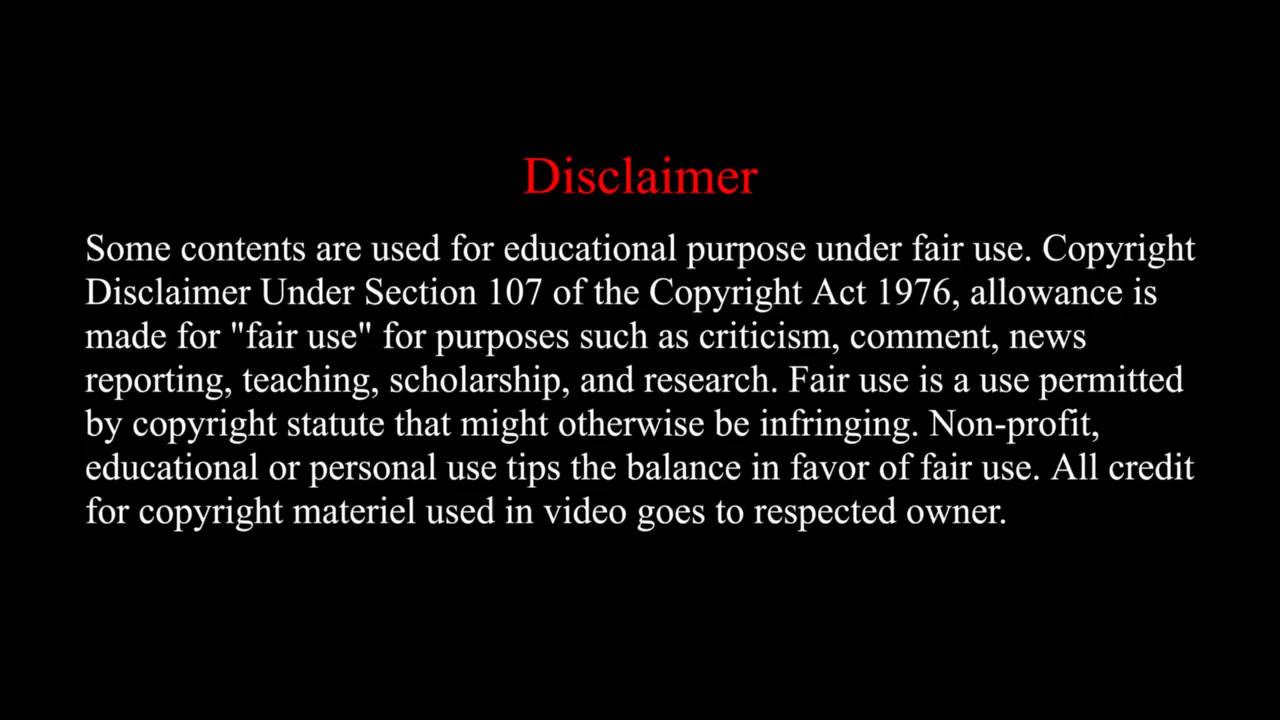 Disclaimer
Some contents are used for educational purpose under fair use. Copyright
Disclaimer Under Section 107 of the Copyright Act 1976, allowance is
made for "fair use" for purposes such as criticism, comment, news
reporting, teaching, scholarship, and research. Fair use is a use permitted
by copyright statute that might otherwise be infringing. Non-profit,
educational or personal use tips the balance in favor of fair use. All credit
for copyright materiel used in video goes to respected owner.